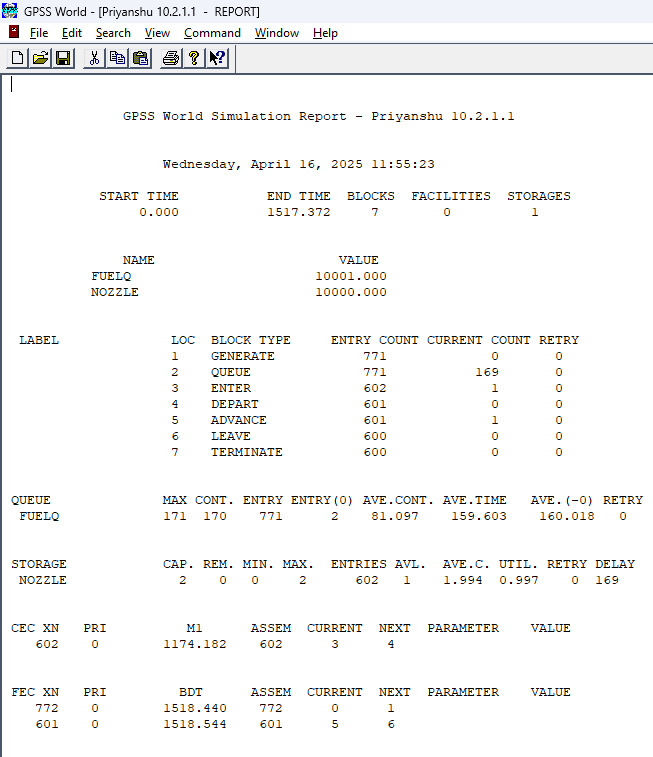 GPSS World - [Priyanshu 10.2.1.1 - REPORT]
File Edit Search View Command Window Help
GPSS World Simulation Report - Priyanshu 10.2.1.1
Wednesday, April 16, 2025 11:55:23
START TIME END TIME BLOCKS FACILITIES STORAGES
0.000 1517.372 7 0 1
NAME VALUE
FUELQ 10001.000
NOZZLE 10000.000
LABEL LOC BLOCK TYPE ENTRY COUNT CURRENT COUNT RETRY
1 GENERATE 771 0 0
2 QUEUE 771 169 0
3 ENTER 602 1 0
4 DEPART 601 0 0
5 ADVANCE 601 1 0
6 LEAVE 600 0 0
7 TERMINATE 600 0 0
QUEUE MAX CONT. ENTRY ENTRY(0) AVE.CONT. AVE.TIME AVE.(-0) RETRY
FUELQ 171 170 771 2 81.097 159.603 160.018 0
STORAGE CAP. REM. MIN. MAX. ENTRIES AVL. AVE.C. UTIL. RETRY DELAY
NOZZLE 2 0 0 2 602 1 1.994 0.997 0 169
CEC XN PRI M1 ASSEM CURRENT NEXT PARAMETER VALUE
602 0 1174.182 602 3 4
FEC XN PRI BDT ASSEM CURRENT NEXT PARAMETER VALUE
772 0 1518.440 772 0 1
601 0 1518.544 601 5 6